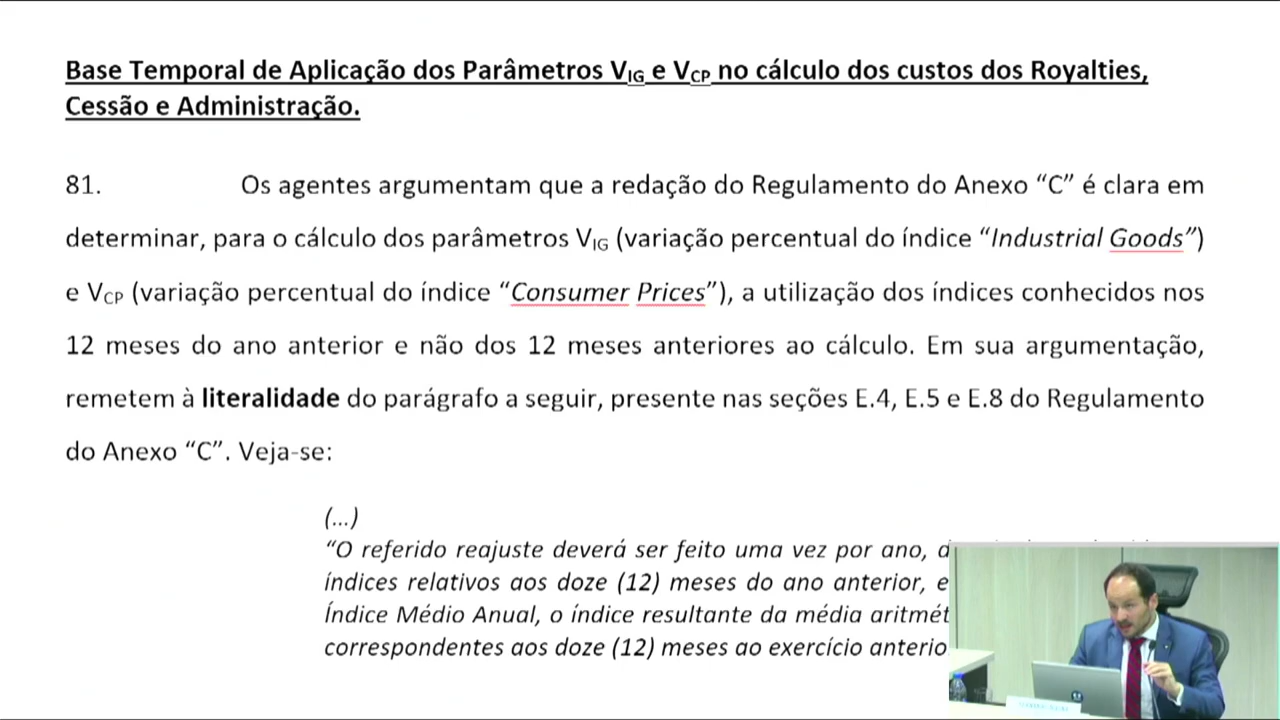 Base Temporal de Aplicação dos Parâmetros VIG e VCP no cálculo dos custos dos Royalties,
Cessão e Administração.
81. Os agentes argumentam que a redação do Regulamento do Anexo “C” é clara em
determinar, para o cálculo dos parâmetros VIG (variação percentual do índice “Industrial Goods”)
e VCP (variação percentual do índice “Consumer Prices”), a utilização dos índices conhecidos nos
12 meses do ano anterior e não dos 12 meses anteriores ao cálculo. Em sua argumentação,
remetem à literalidade do parágrafo a seguir, presente nas seções E.4, E.5 e E.8 do Regulamento
do Anexo “C”. Veja-se:
(...)
“O referido reajuste deverá ser feito uma vez por ano,
índices relativos aos doze (12) meses do ano anterior,
Índice Médio Anual, o índice resultante da média
correspondentes aos doze (12) meses ao exercício